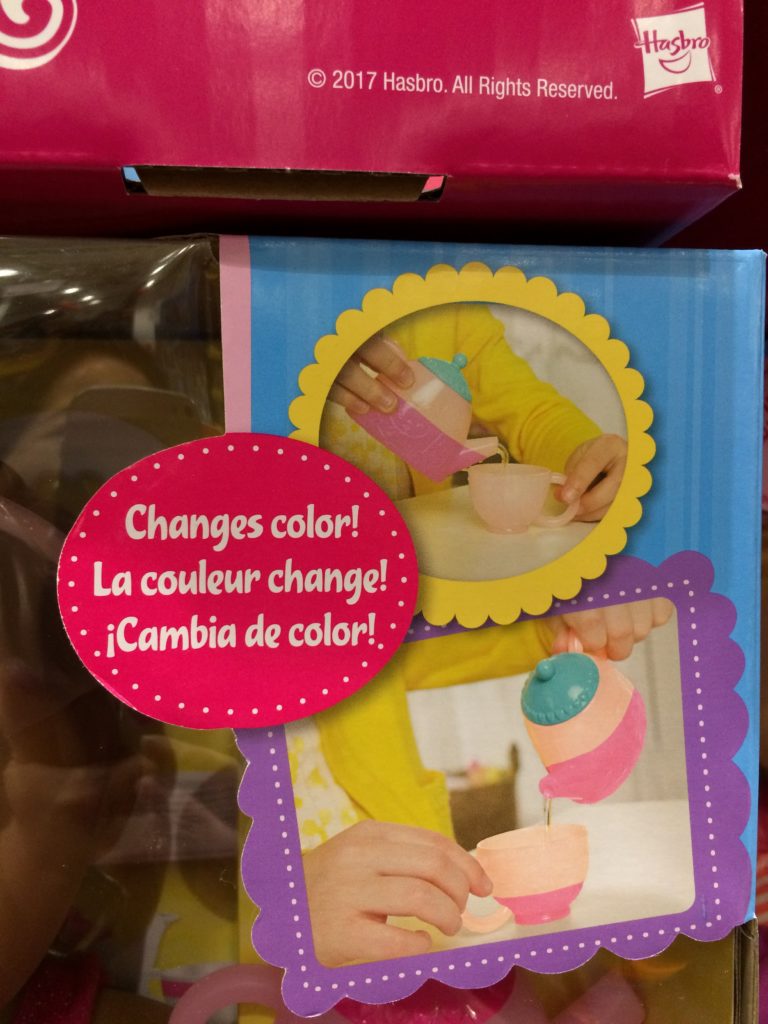 Hasbro
®
© 2017 Hasbro. All Rights Reserved.
Changes color!
La couleur change!
¡Cambia de color!